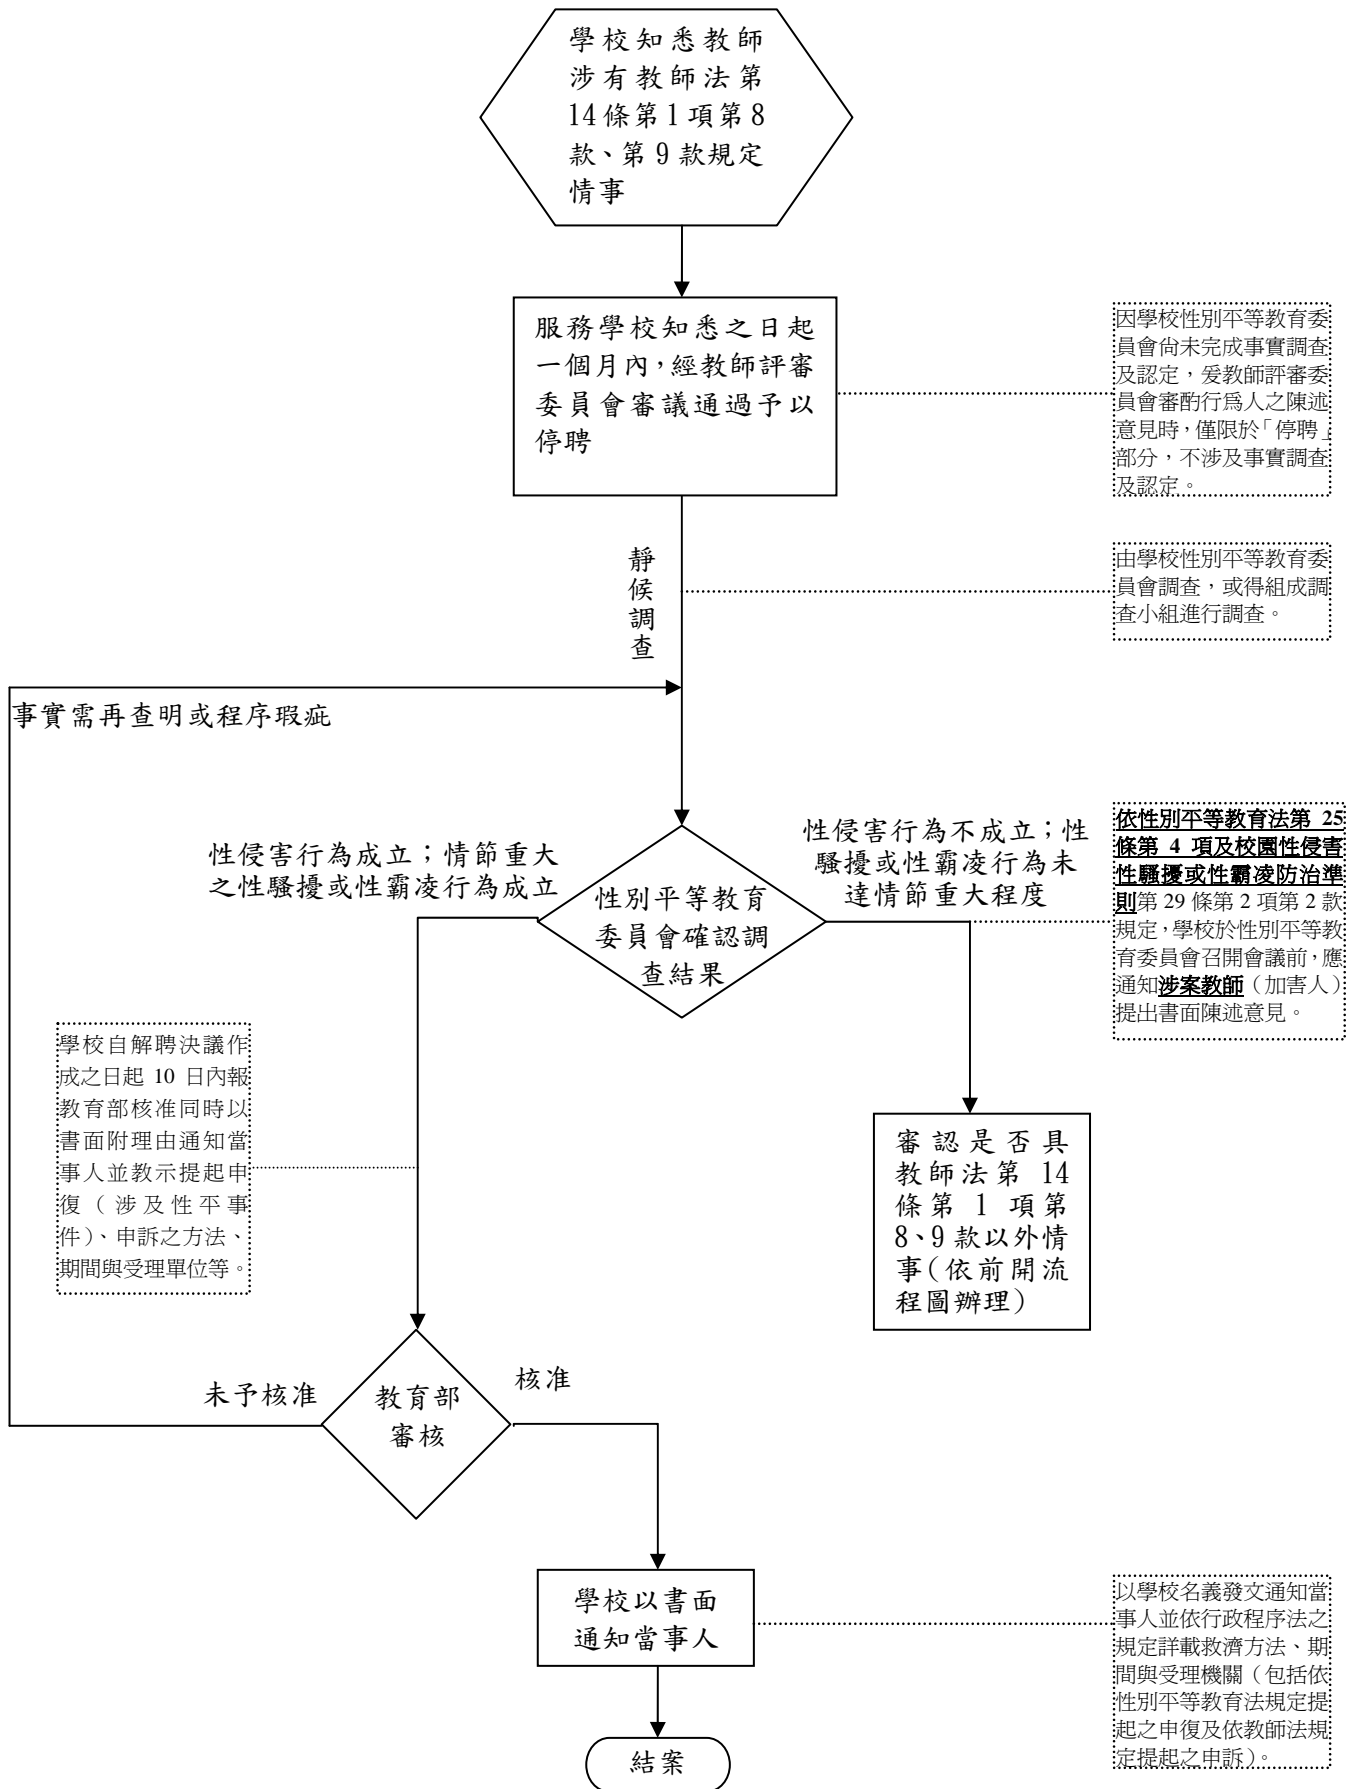 學校知悉教師
涉有教師法第
14條第1項第8
款、第9款規定
情事
服務學校知悉之日起
一個月內,經教師評審
委員會審議通過予以
停聘
因學校性別平等教育委
員會尚未完成事實調查
及認定,爰教師評審委
員會審酌行為人之陳述
意見時,僅限於「停聘」
部分,不涉及事實調查
及認定。
靜
候
調
查
由學校性別平等教育委
員會調查,或得組成調
查小組進行調查。
事實需再查明或程序瑕疵
性侵害行為成立;情節重大
之性騷擾或性霸凌行為成立
性別平等教育
委員會確認調
查結果
性侵害行為不成立;性
騷擾或性霸凌行為未
達情節重大程度
依性別平等教育法第 25
條第 4 項及校園性侵害
性騷擾或性霸凌防治準
則第 29 條第 2 項第 2 款
規定,學校於性別平等教
育委員會召開會議前,應
通知涉案教師(加害人)
提出書面陳述意見。
學校自解聘決議作
成之日起 10 日內報
教育部核准同時以
書面附理由通知當
事人並教示提起申
復(涉及性平事
件)、申訴之方法、
期間與受理單位等。
審認是否具
教師法第 14
條第 1 項第
8、9款以外情
事(依前開流
程圖辦理)
未予核准
教育部
審核
核准
學校以書面
通知當事人
以學校名義發文通知當
事人並依行政程序法之
規定詳載救濟方法、期
間與受理機關(包括依
性別平等教育法規定提
起之申復及依教師法規
定提起之申訴)。
結案